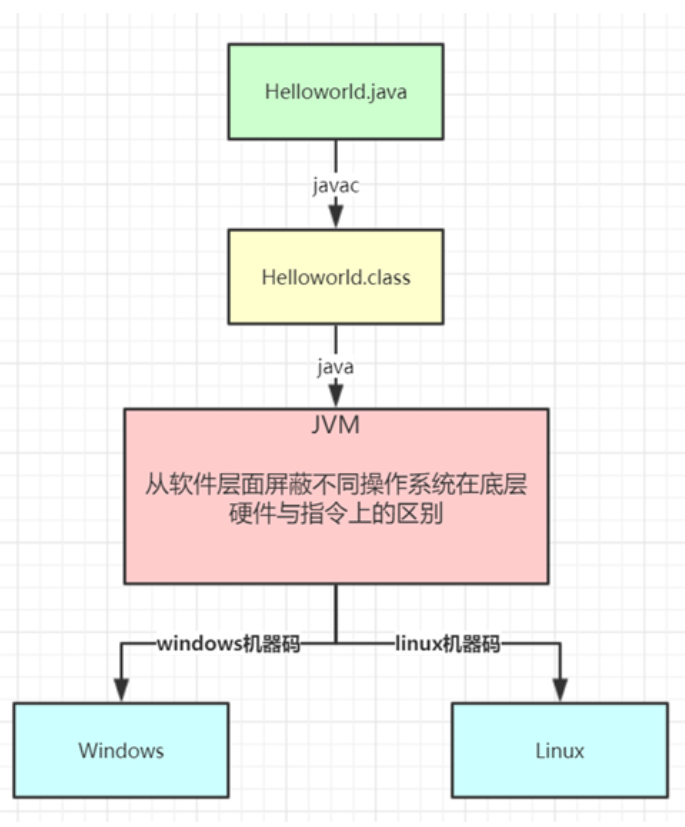 Helloworld.java
javac
Helloworld.class
java
JVM
从软件层面屏蔽不同操作系统在底层
硬件与指令上的区别
windows机器码
linux机器码
Windows
Linux